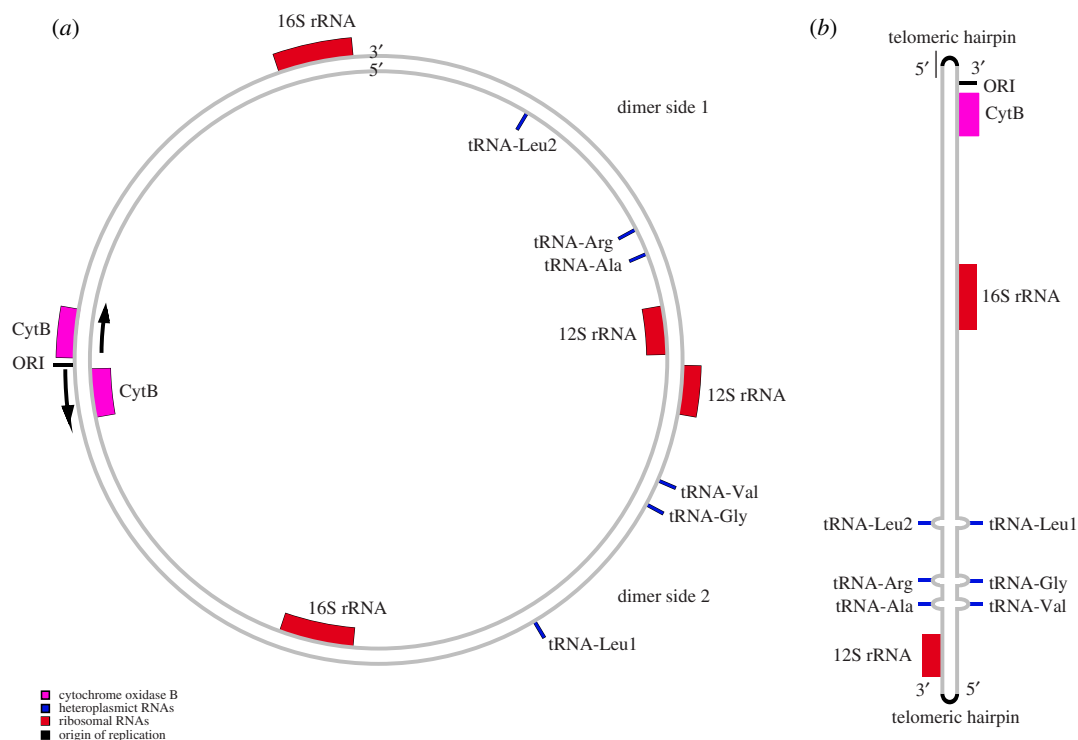 (a)
16S rRNA
3′
5′
dimer side 1
tRNA-Leu2
tRNA-Arg
tRNA-Ala
CytB
ORI
CytB
12S rRNA
12S rRNA
tRNA-Val
tRNA-Gly
dimer side 2
16S rRNA
tRNA-Leu1
cytochrome oxidase B
heteroplasmict RNAs
ribosomal RNAs
origin of replication
(b)
telomeric hairpin
5′ 3′
ORI
CytB
16S rRNA
tRNA-Leu2 tRNA-Leu1
tRNA-Arg tRNA-Gly
tRNA-Ala tRNA-Val
12S rRNA
3′ 5′
telomeric hairpin